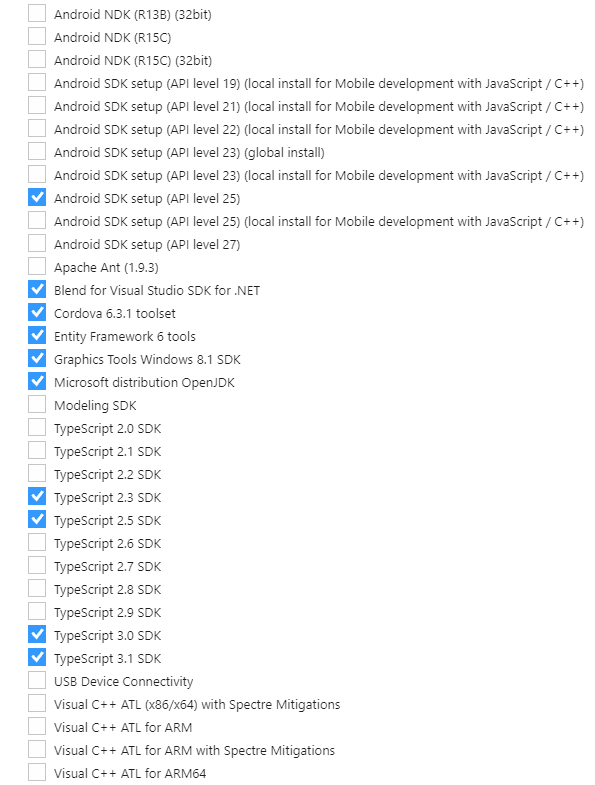 Android NDK (R13B) (32bit)
Android NDK (R15C)
Android NDK (R15C) (32bit)
Android SDK setup (API level 19) (local install for Mobile development with JavaScript / C++)
Android SDK setup (API level 21) (local install for Mobile development with JavaScript / C++)
Android SDK setup (API level 22) (local install for Mobile development with JavaScript / C++)
Android SDK setup (API level 23) (global install)
Android SDK setup (API level 23) (local install for Mobile development with JavaScript / C++)
Android SDK setup (API level 25)
Android SDK setup (API level 25) (local install for Mobile development with JavaScript / C++)
Android SDK setup (API level 27)
Apache Ant (1.9.3)
Blend for Visual Studio SDK for .NET
Cordova 6.3.1 toolset
Entity Framework 6 tools
Graphics Tools Windows 8.1 SDK
Microsoft distribution OpenJDK
Modeling SDK
TypeScript 2.0 SDK
TypeScript 2.1 SDK
TypeScript 2.2 SDK
TypeScript 2.3 SDK
TypeScript 2.5 SDK
TypeScript 2.6 SDK
TypeScript 2.7 SDK
TypeScript 2.8 SDK
TypeScript 2.9 SDK
TypeScript 3.0 SDK
TypeScript 3.1 SDK
USB Device Connectivity
Visual C++ ATL (x86/x64) with Spectre Mitigations
Visual C++ ATL for ARM
Visual C++ ATL for ARM with Spectre Mitigations
Visual C++ ATL for ARM64